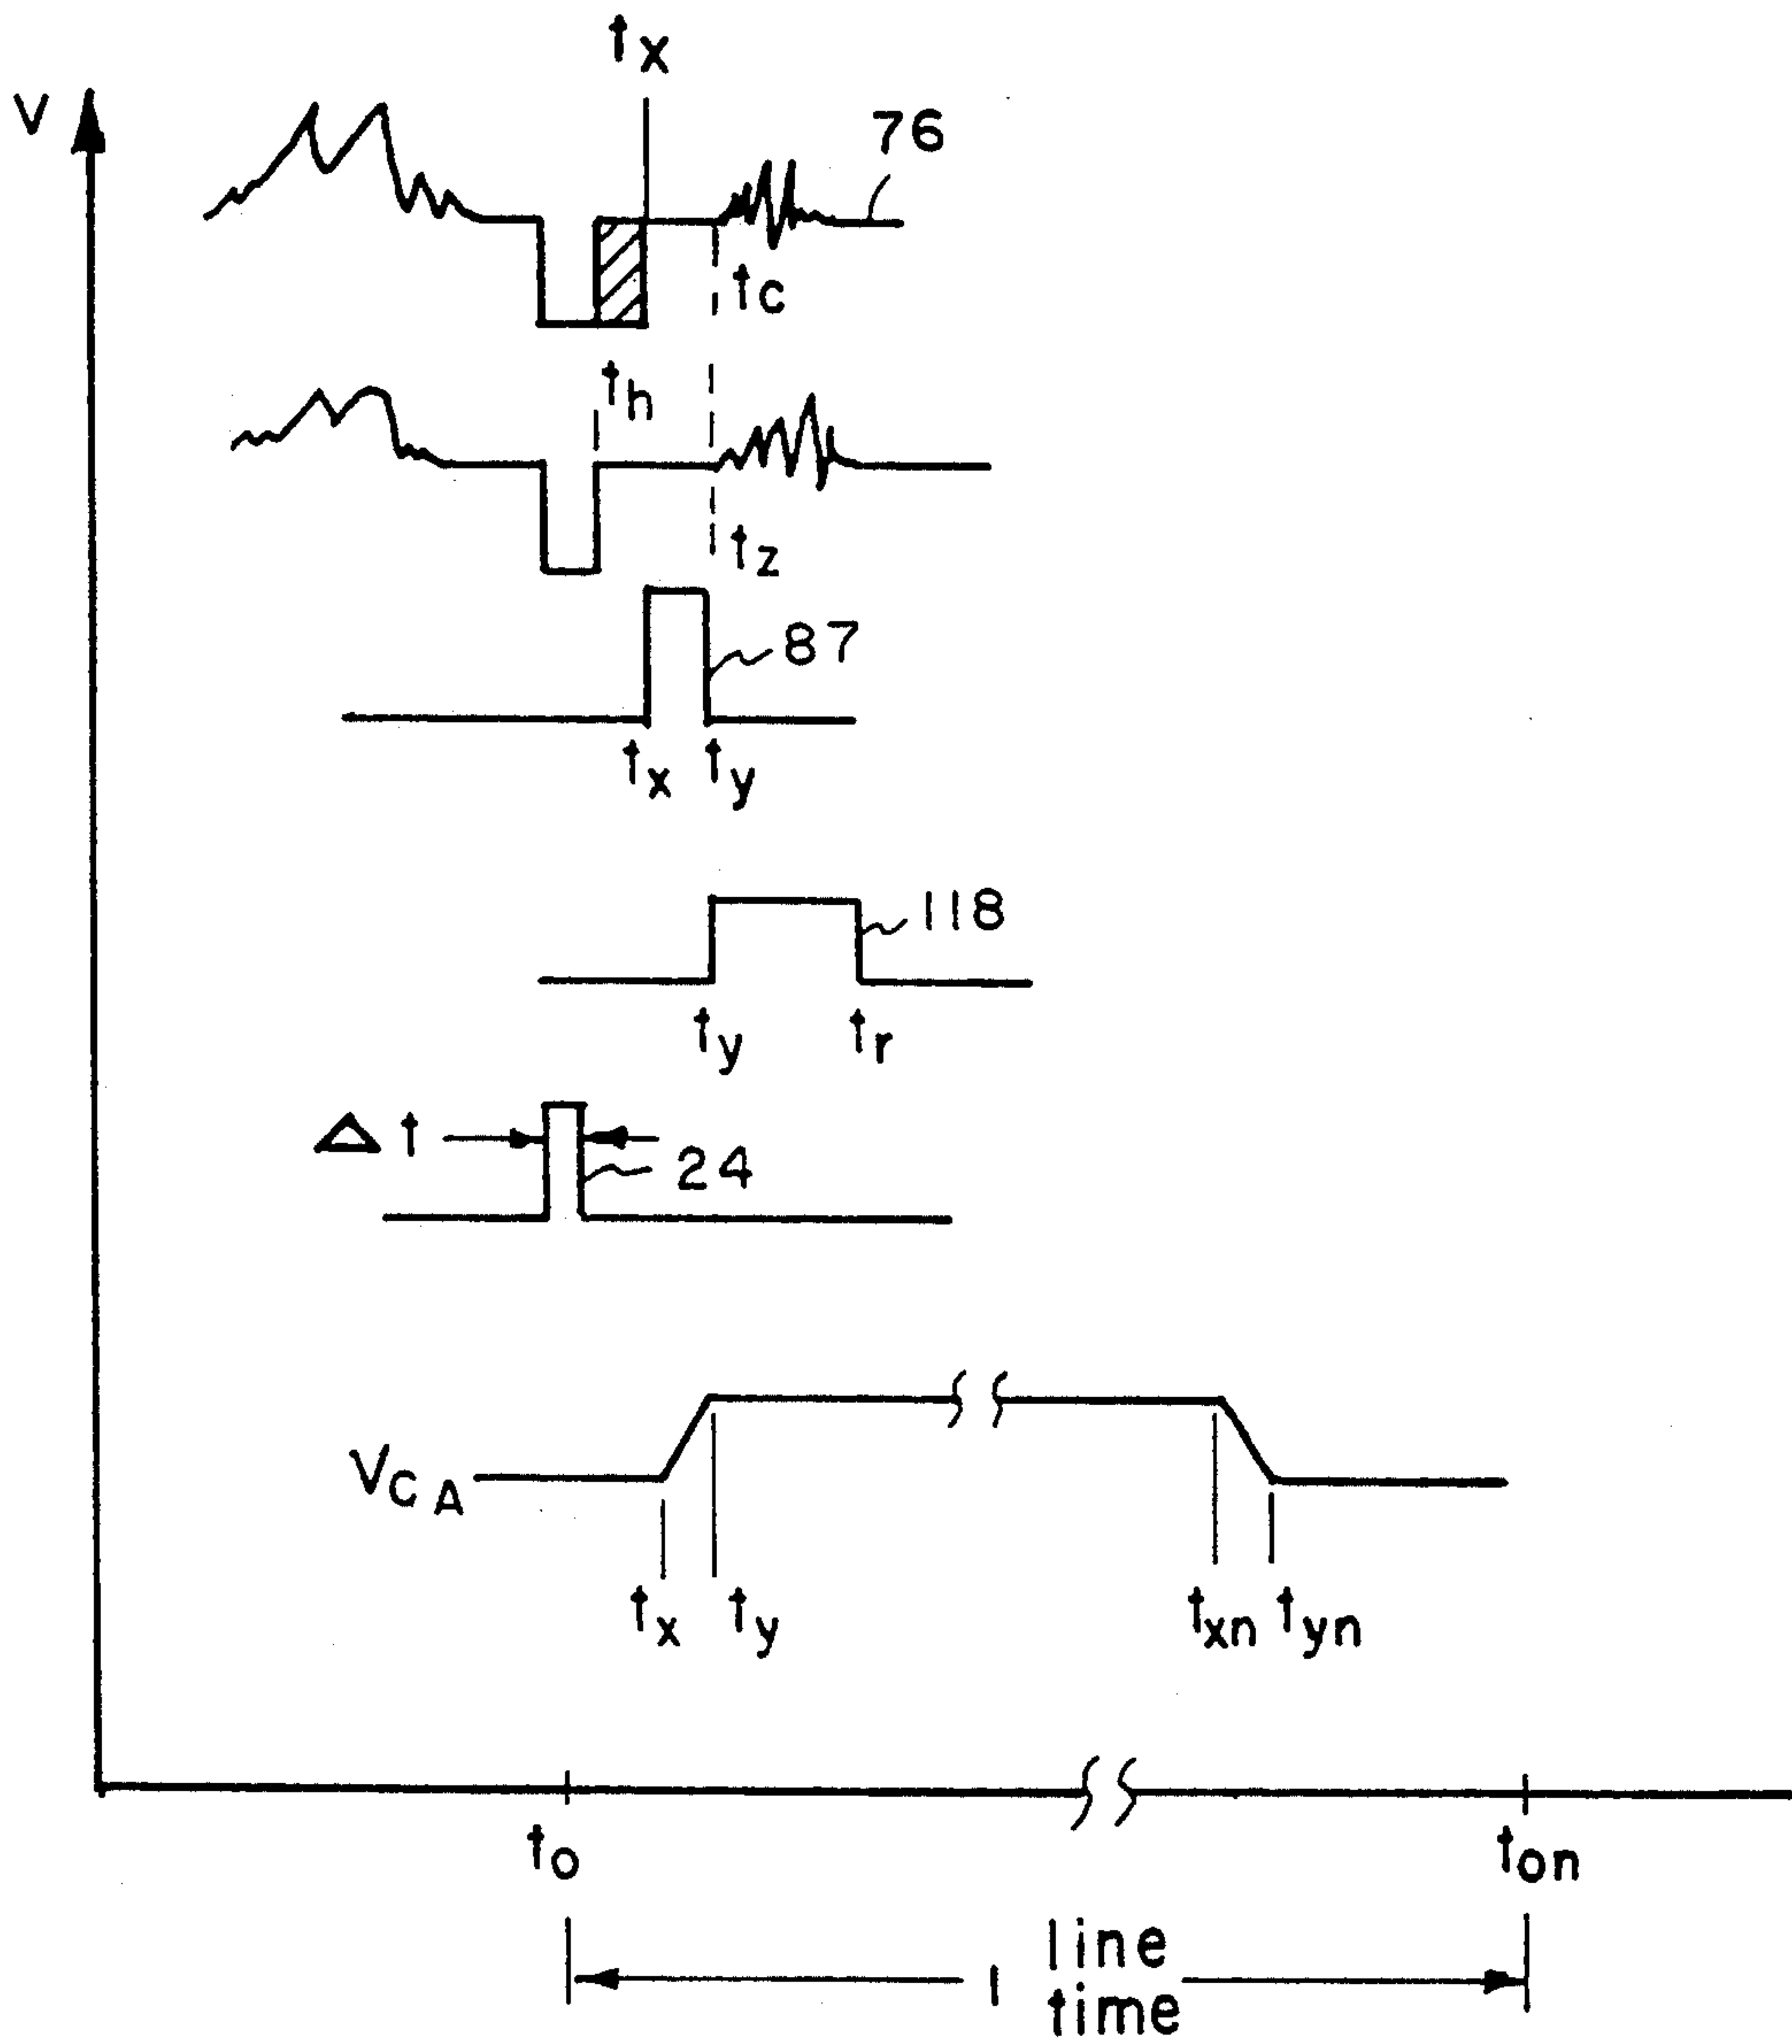 tx
V
76
tc
th
tz
87
tx ty
118
ty tr
Δt
24
VCA
tx ty txn tyn
to ton
1 line time